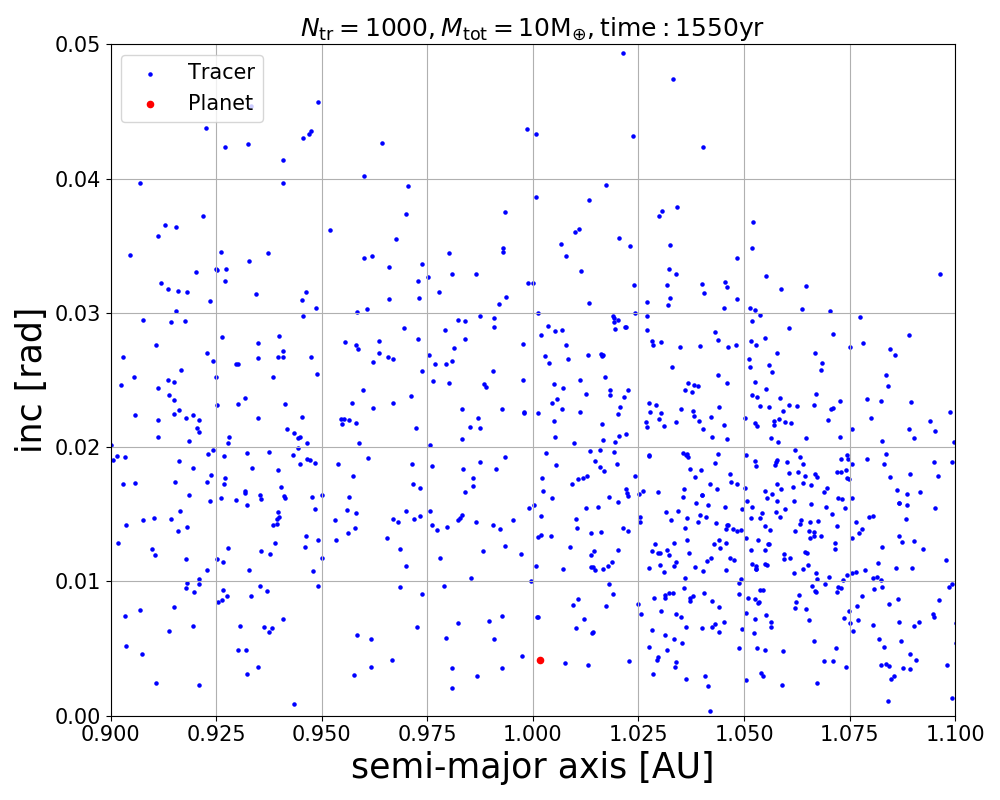 N_tr = 1000, M_tot = 10M_⊕, time : 1550yr
Tracer
Planet
0.05
0.04
0.03
0.02
0.01
0.00
inc [rad]
0.900 0.925 0.950 0.975 1.000 1.025 1.050 1.075 1.100
semi-major axis [AU]